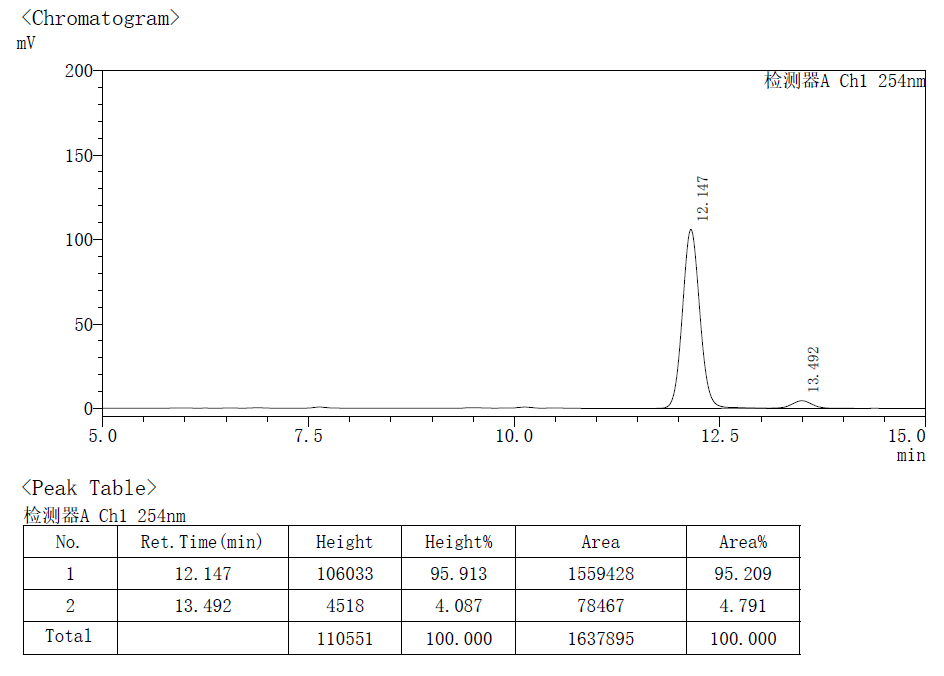 <Chromatogram>
mV
检测器A Ch1 254nm
200
150
100
50
0
12.147
13.492
5.0 7.5 10.0 12.5 15.0
min
<Peak Table>
检测器A Ch1 254nm
No. Ret.Time(min) Height Height% Area Area%
1 12.147 106033 95.913 1559428 95.209
2 13.492 4518 4.087 78467 4.791
Total 110551 100.000 1637895 100.000